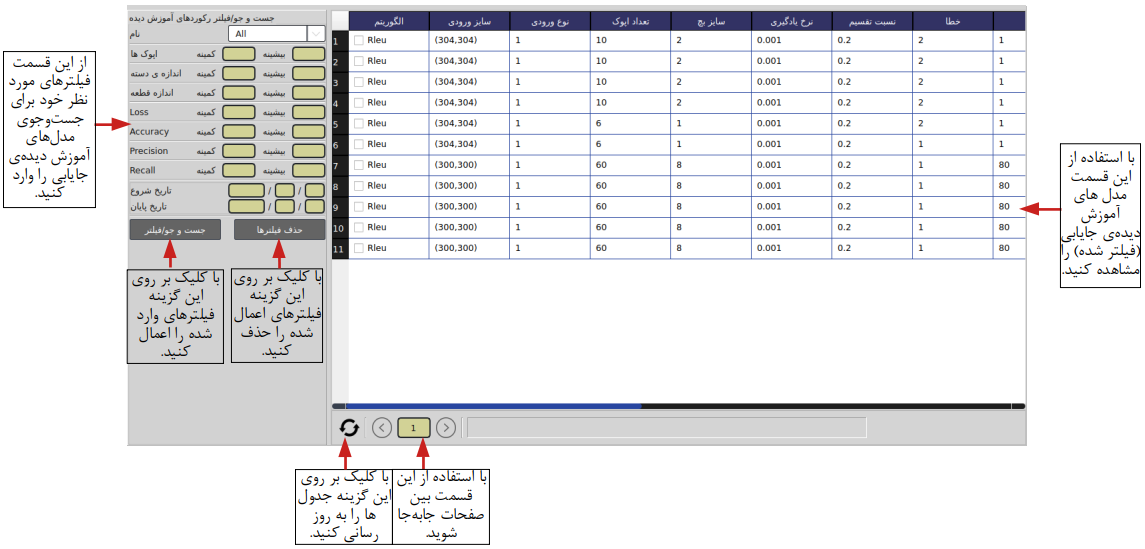 جست و جو/فیلتر رکوردهای آموزش دیده
نام All
اپوک ها کمینه بیشینه
اندازه ی دسته کمینه بیشینه
اندازه قطعه کمینه بیشینه
Loss کمینه بیشینه
Accuracy کمینه بیشینه
Precision کمینه بیشینه
Recall کمینه بیشینه
تاریخ شروع / /
تاریخ پایان / /
جست و جو/فیلتر حذف فیلترها
الگوریتم سایز ورودی نوع ورودی تعداد اپوک سایز بچ نرخ یادگیری نسبت تقسیم خطا
1 Rleu (304,304) 1 10 2 0.001 0.2 2 1
2 Rleu (304,304) 1 10 2 0.001 0.2 2 1
3 Rleu (304,304) 1 10 2 0.001 0.2 2 1
4 Rleu (304,304) 1 10 2 0.001 0.2 2 1
5 Rleu (304,304) 1 6 1 0.001 0.2 2 1
6 Rleu (304,304) 1 6 1 0.001 0.2 1 1
7 Rleu (300,300) 1 60 8 0.001 0.2 1 80
8 Rleu (300,300) 1 60 8 0.001 0.2 1 80
9 Rleu (300,300) 1 60 8 0.001 0.2 1 80
10 Rleu (300,300) 1 60 8 0.001 0.2 1 80
11 Rleu (300,300) 1 60 8 0.001 0.2 1 80
1
از این قسمت
فیلترهای مورد
نظر خود برای
جست‌وجوی
مدل‌های
آموزش دیده‌ی
جایابی را وارد
کنید.
با استفاده از
این قسمت
مدل های
آموزش
دیده‌ی جایابی
(فیلتر شده) را
مشاهده کنید.
با کلیک بر روی
این گزینه
فیلترهای وارد
شده را اعمال
کنید.
با کلیک بر روی
این گزینه
فیلترهای اعمال
شده را حذف
کنید.
با کلیک بر روی
این گزینه جدول
ها را به روز
رسانی کنید.
با استفاده از این
قسمت بین
صفحات جابه‌جا
شوید.